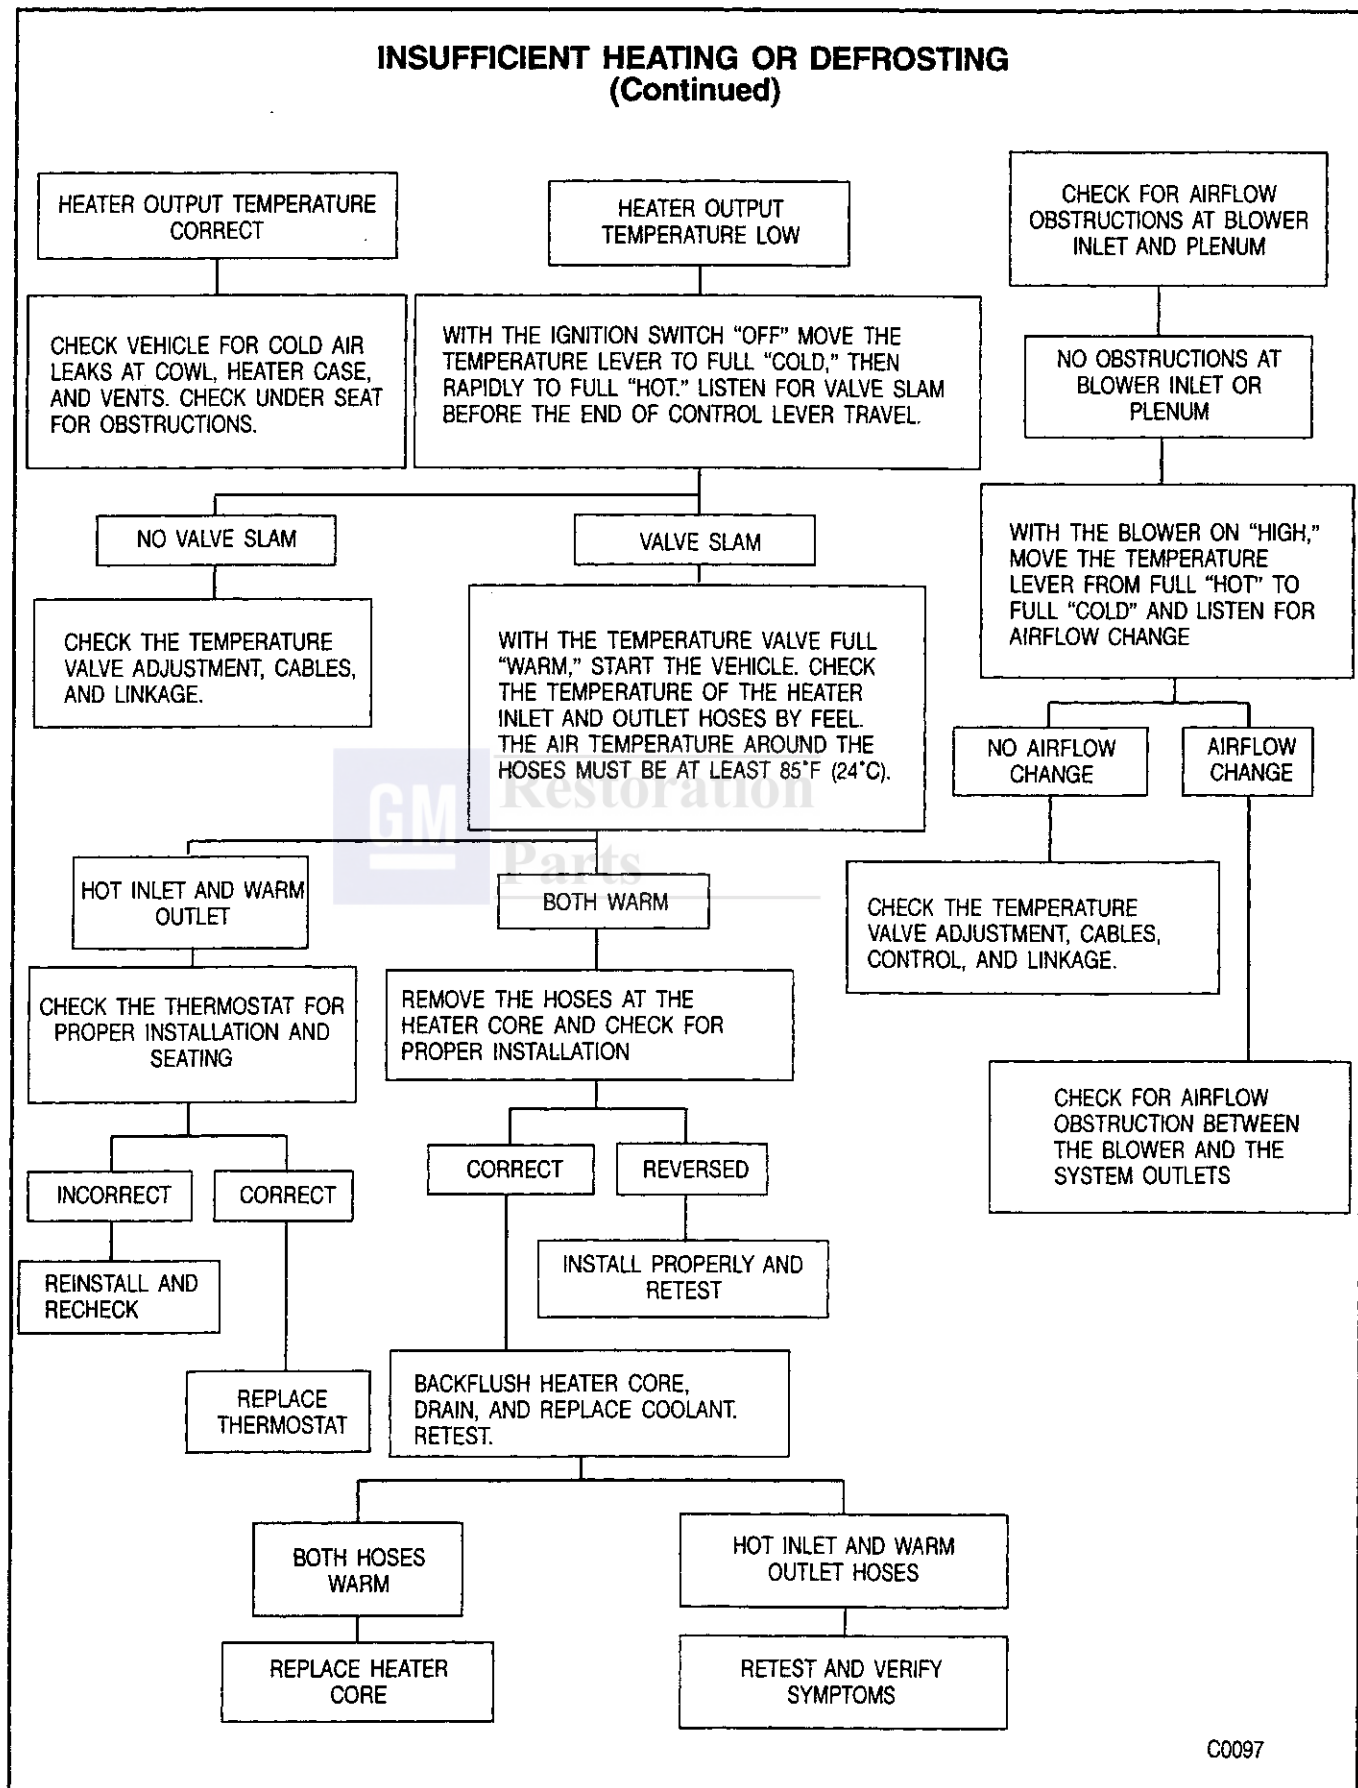 INSUFFICIENT HEATING OR DEFROSTING
(Continued)
HEATER OUTPUT TEMPERATURE
CORRECT
CHECK VEHICLE FOR COLD AIR
LEAKS AT COWL, HEATER CASE,
AND VENTS. CHECK UNDER SEAT
FOR OBSTRUCTIONS.
HEATER OUTPUT
TEMPERATURE LOW
WITH THE IGNITION SWITCH “OFF” MOVE THE
TEMPERATURE LEVER TO FULL “COLD,” THEN
RAPIDLY TO FULL “HOT.” LISTEN FOR VALVE SLAM
BEFORE THE END OF CONTROL LEVER TRAVEL.
NO VALVE SLAM
CHECK THE TEMPERATURE
VALVE ADJUSTMENT, CABLES,
AND LINKAGE.
VALVE SLAM
WITH THE TEMPERATURE VALVE FULL
“WARM,” START THE VEHICLE. CHECK
THE TEMPERATURE OF THE HEATER
INLET AND OUTLET HOSES BY FEEL.
THE AIR TEMPERATURE AROUND THE
HOSES MUST BE AT LEAST 85°F (24°C).
GM
Restoration
Parts
HOT INLET AND WARM
OUTLET
CHECK THE THERMOSTAT FOR
PROPER INSTALLATION AND
SEATING
INCORRECT
REINSTALL AND
RECHECK
CORRECT
REPLACE
THERMOSTAT
BOTH WARM
REMOVE THE HOSES AT THE
HEATER CORE AND CHECK FOR
PROPER INSTALLATION
CORRECT
REVERSED
INSTALL PROPERLY AND
RETEST
BACKFLUSH HEATER CORE,
DRAIN, AND REPLACE COOLANT.
RETEST.
BOTH HOSES
WARM
REPLACE HEATER
CORE
HOT INLET AND WARM
OUTLET HOSES
RETEST AND VERIFY
SYMPTOMS
CHECK FOR AIRFLOW
OBSTRUCTIONS AT BLOWER
INLET AND PLENUM
NO OBSTRUCTIONS AT
BLOWER INLET OR
PLENUM
WITH THE BLOWER ON “HIGH,”
MOVE THE TEMPERATURE
LEVER FROM FULL “HOT” TO
FULL “COLD” AND LISTEN FOR
AIRFLOW CHANGE
NO AIRFLOW
CHANGE
CHECK THE TEMPERATURE
VALVE ADJUSTMENT, CABLES,
CONTROL, AND LINKAGE.
AIRFLOW
CHANGE
CHECK FOR AIRFLOW
OBSTRUCTION BETWEEN
THE BLOWER AND THE
SYSTEM OUTLETS
C0097